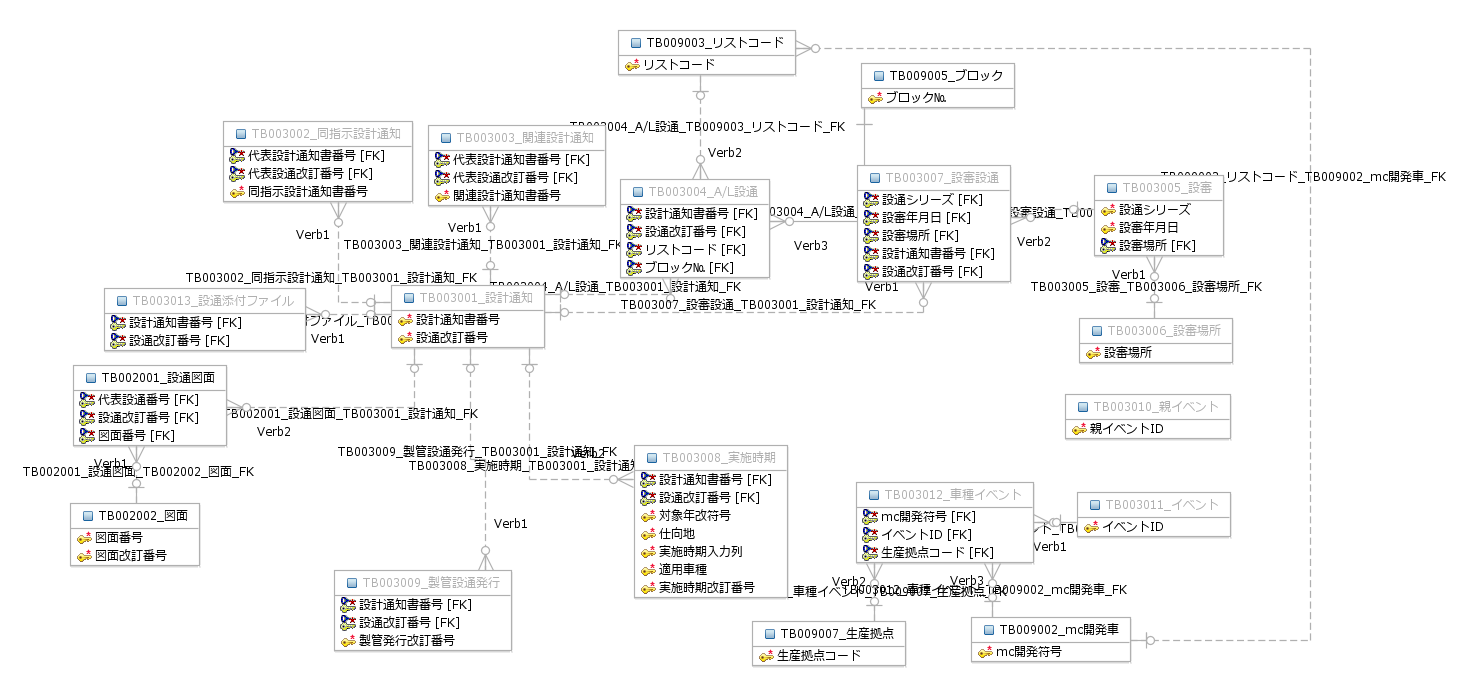 TB009003_リストコード
リストコード
TB009005_ブロック
ブロック№
TB003002_同指示設計通知
代表設計通知書番号 [FK]
代表設通改訂番号 [FK]
同指示設計通知書番号
TB003003_関連設計通知
代表設計通知書番号 [FK]
代表設通改訂番号 [FK]
関連設計通知書番号
004_A/L設通_TB009003_リストコード_FK
Verb2
TB003004_A/L設通
設計通知書番号 [FK]
設通改訂番号 [FK]
リストコード [FK]
ブロック№ [FK]
3004_A/L設通
Verb3
TB003007_設審設通
設通シリーズ [FK]
設審年月日 [FK]
設審場所 [FK]
設計通知書番号 [FK]
設通改訂番号 [FK]
Verb1
設審設通_TB00
Verb2
TB003005_設審
設通シリーズ
設審年月日
設審場所 [FK]
リストコード_TB009002_mc開発車_FK
Verb1
TB003005_設審_TB003006_設審場所_FK
TB003006_設審場所
設審場所
Verb1
Verb1
TB003003_関連設計通知_TB003001_設計通知_FK
TB003002_同指示設計通知_TB003001_設計通知_FK
04_A/L設通_TB003001_設計通知_FK
TB003007_設審設通_TB003001_設計通知_FK
TB003013_設通添付ファイル
設計通知書番号 [FK]
設通改訂番号 [FK]
付ファイル_TB00
Verb1
TB003001_設計通知
設計通知書番号
設通改訂番号
TB002001_設通図面
代表設通番号 [FK]
設通改訂番号 [FK]
図面番号 [FK]
B002001_設通図面_TB003001_設計通知_FK
Verb2
Verb1
TB002001_設通図面_TB002002_図面_FK
TB002002_図面
図面番号
図面改訂番号
TB003009_製管設通発行_TB003001_設計通知_FK
Verb2
TB003008_実施時期_TB003001_設計通知
Verb1
TB003009_製管設通発行
設計通知書番号 [FK]
設通改訂番号 [FK]
製管発行改訂番号
TB003008_実施時期
設計通知書番号 [FK]
設通改訂番号 [FK]
対象年改符号
仕向地
実施時期入力列
適用車種
実施時期改訂番号
TB003010_親イベント
親イベントID
TB003012_車種イベント
mc開発符号 [FK]
イベントID [FK]
生産拠点コード [FK]
TB003011_イベント
イベントID
Verb1
Verb2
Verb3
_車種イベント_TB009007_生産拠点_FK
mc009002_mc開発車_FK
TB009007_生産拠点
生産拠点コード
TB009002_mc開発車
mc開発符号